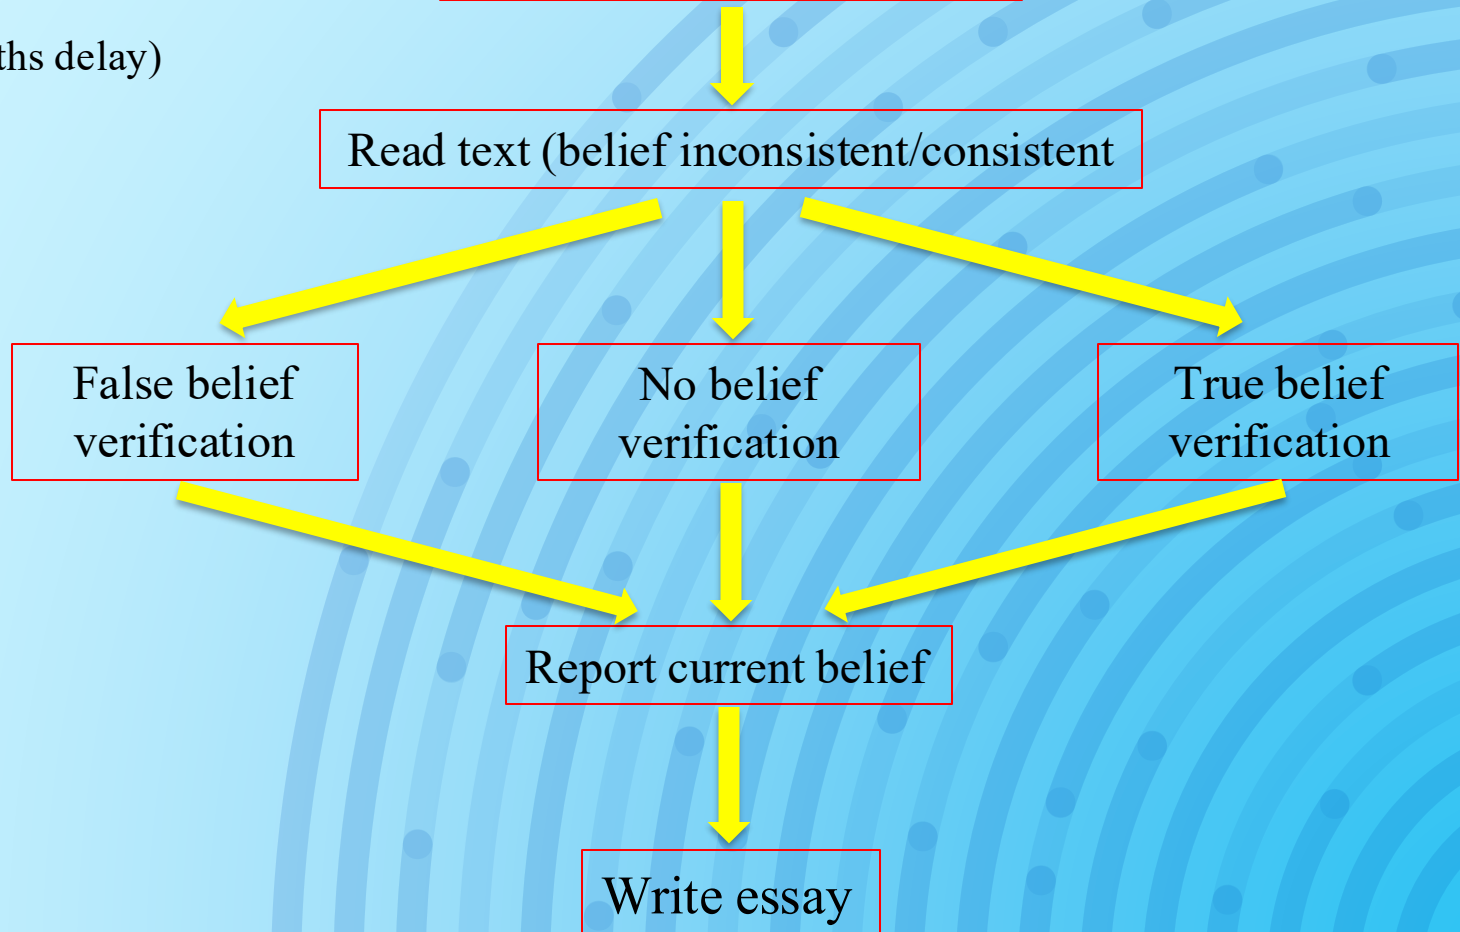 ths delay)
Read text (belief inconsistent/consistent
False belief
verification
No belief
verification
True belief
verification
Report current belief
Write essay